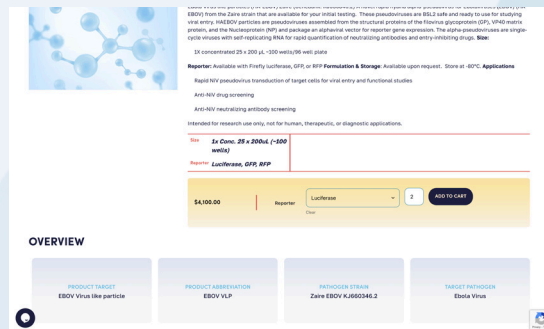 EBOV) from the Zaire strain that are available for your initial testing. These pseudoviruses are BSL2 safe and ready to use for studying
viral entry. HAEBOV particles are pseudoviruses assembled from the structural proteins of the filavirus glycoprotein (GP), VP40 matrix
protein, and the Nucleoprotein (NP) and package an alphaviral vector for reporter gene expression. The alpha-pseudoviruses are single-
cycle viruses with self-replicating RNA for rapid quantification of neutralizing antibodies and entry-inhibiting drugs. Size:
1X concentrated 25 x 200 μL ~100 wells/96 well plate
Reporter: Available with Firefly luciferase, GFP, or RFP Formulation & Storage: Available upon request. Store at -80°C. Applications
Rapid NiV pseudovirus transduction of target cells for viral entry and functional studies
Anti-NiV drug screening
Anti-NiV neutralizing antibody screening
Intended for research use only, not for human, therapeutic, or diagnostic applications.
Size 1x Conc. 25 x 200uL (~100
wells)
Reporter Luciferase, GFP, RFP
$4,100.00 Reporter Luciferase 2 ADD TO CART
Clear
OVERVIEW
PRODUCT TARGET
EBOV Virus like particle
PRODUCT ABBREVIATION
EBOV VLP
PATHOGEN STRAIN
Zaire EBOV KJ660346.2
TARGET PATHOGEN
Ebola Virus